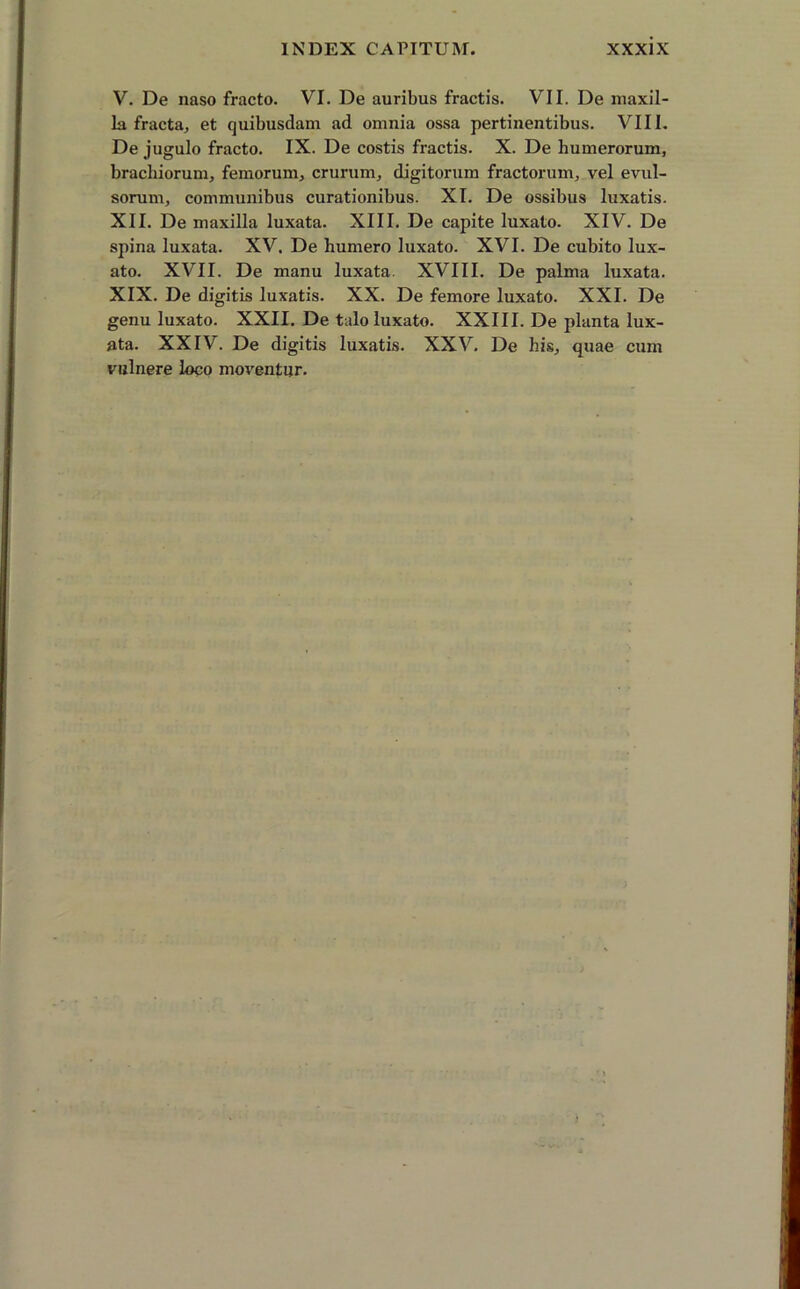 INDEX CAPITUM. xxxix
V. De naso fracto. VI. De auribus fractis. VII. De maxil-
la fracta, et quibusdam ad omnia ossa pertinentibus. VIII.
De jugulo fracto. IX. De costis fractis. X. De humerorum,
brachiorum, femorum, crurum, digitorum fractorum, vel evul-
sorum, communibus curationibus. XI. De ossibus luxatis.
XII. De maxilla luxata. XIII. De capite luxato. XIV. De
spina luxata. XV. De humero luxato. XVI. De cubito lux-
ato. XVII. De manu luxata. XVIII. De palma luxata.
XIX. De digitis luxatis. XX. De femore luxato. XXI. De
genu luxato. XXII. De talo luxato. XXIII. De planta lux-
ata. XXIV. De digitis luxatis. XXV. De his, quae cum
vulnere loco moventur.